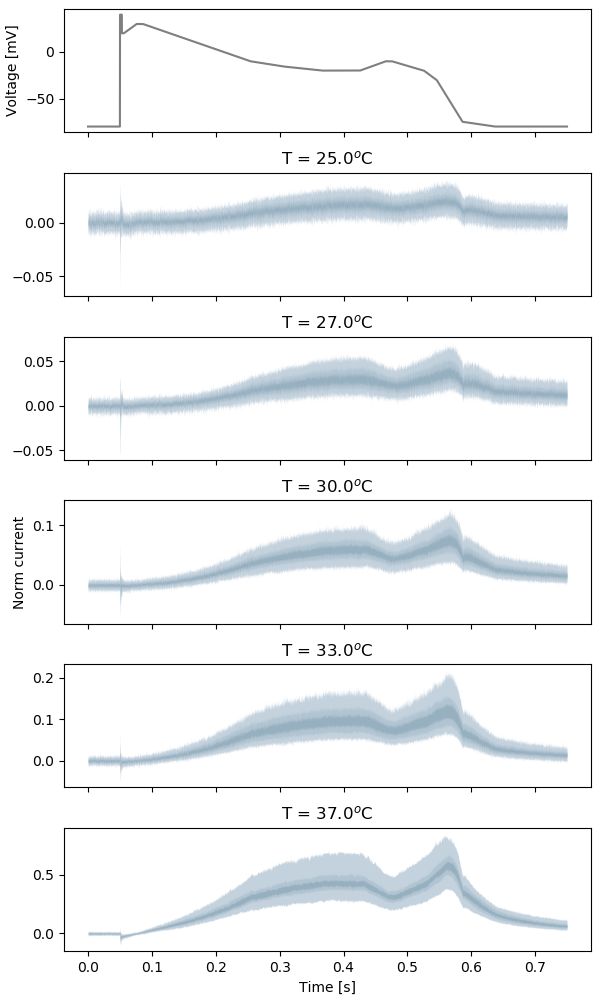 Voltage [mV]
0
−50
T = 25.0°C
0.00
−0.05
T = 27.0°C
0.05
0.00
−0.05
T = 30.0°C
Norm current
0.1
0.0
T = 33.0°C
0.2
0.1
0.0
T = 37.0°C
0.5
0.0
0.0 0.1 0.2 0.3 0.4 0.5 0.6 0.7
Time [s]